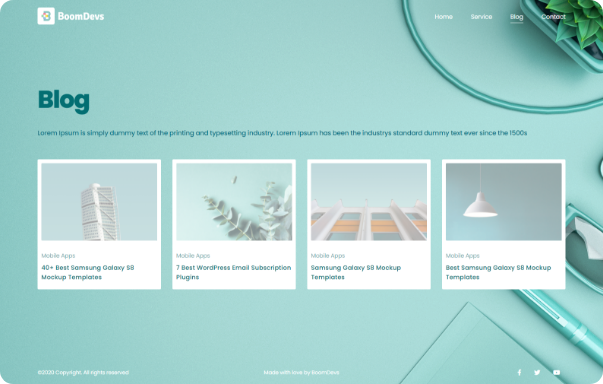 BoomDevs
Home Service Blog Contact
Blog
Lorem Ipsum is simply dummy text of the printing and typesetting industry. Lorem Ipsum has been the industrys standard dummy text ever since the 1500s
Mobile Apps
40+ Best Samsung Galaxy S8
Mockup Templates
Mobile Apps
7 Best WordPress Email Subscription
Plugins
Mobile Apps
Samsung Galaxy S8 Mockup
Templates
Mobile Apps
Best Samsung Galaxy S8 Mockup
Templates
©2020 Copyright, All rights reserved
Made with love by BoomDevs